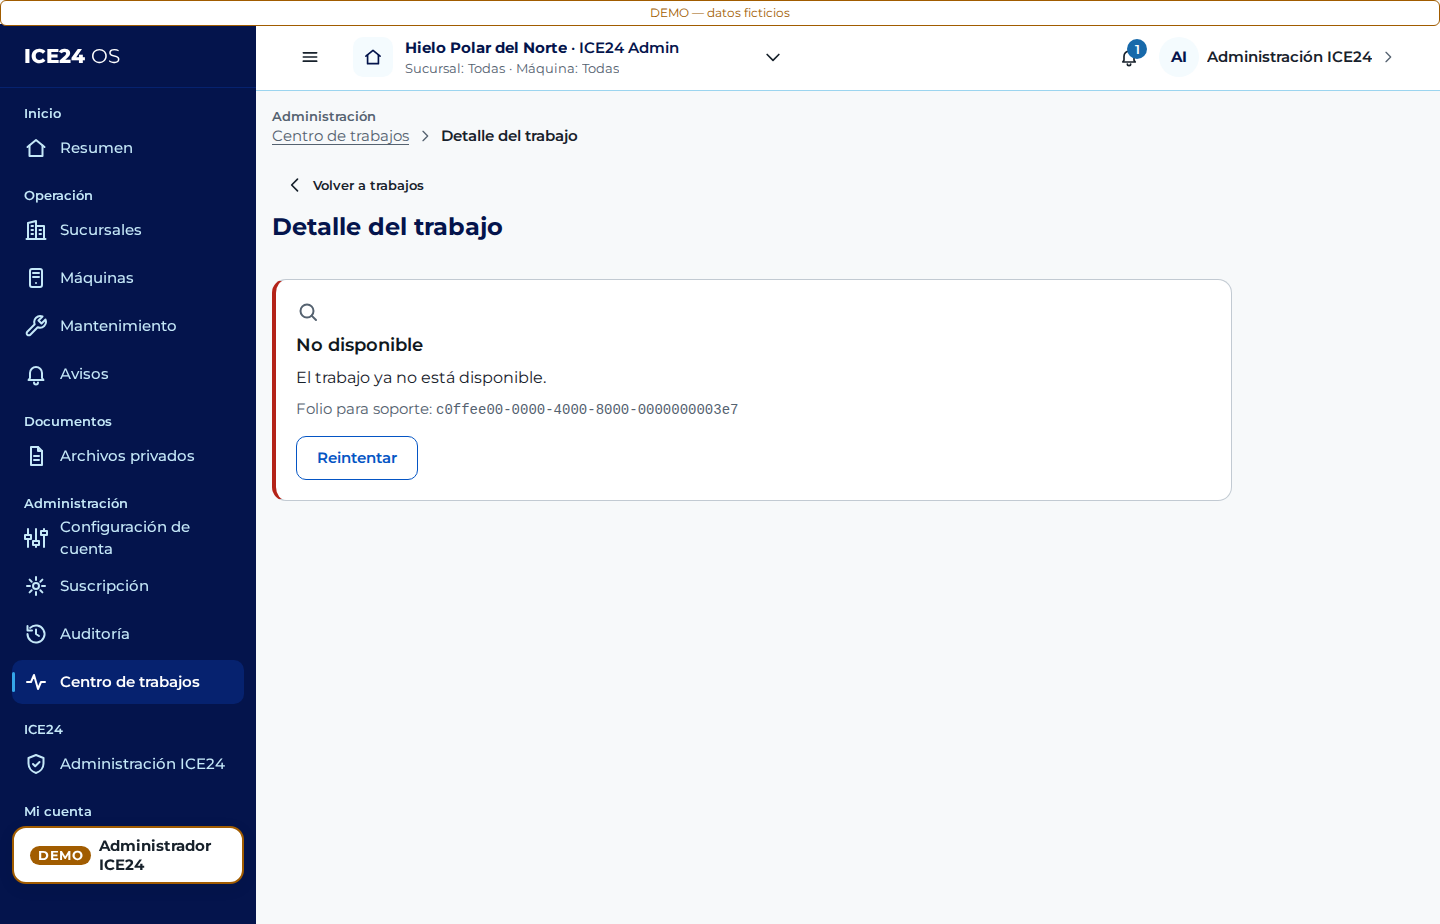 DEMO — datos ficticios
ICE24 OS
Inicio
Resumen
Operación
Sucursales
Máquinas
Mantenimiento
Avisos
Documentos
Archivos privados
Administración
Configuración de
cuenta
Suscripción
Auditoría
Centro de trabajos
ICE24
Administración ICE24
Mi cuenta
DEMO
Administrador
ICE24
Hielo Polar del Norte · ICE24 Admin
Sucursal: Todas · Máquina: Todas
1
AI
Administración ICE24
Administración
Centro de trabajos
Detalle del trabajo
Volver a trabajos
Detalle del trabajo
No disponible
El trabajo ya no está disponible.
Folio para soporte: c0ffee00-0000-4000-8000-0000000003e7
Reintentar